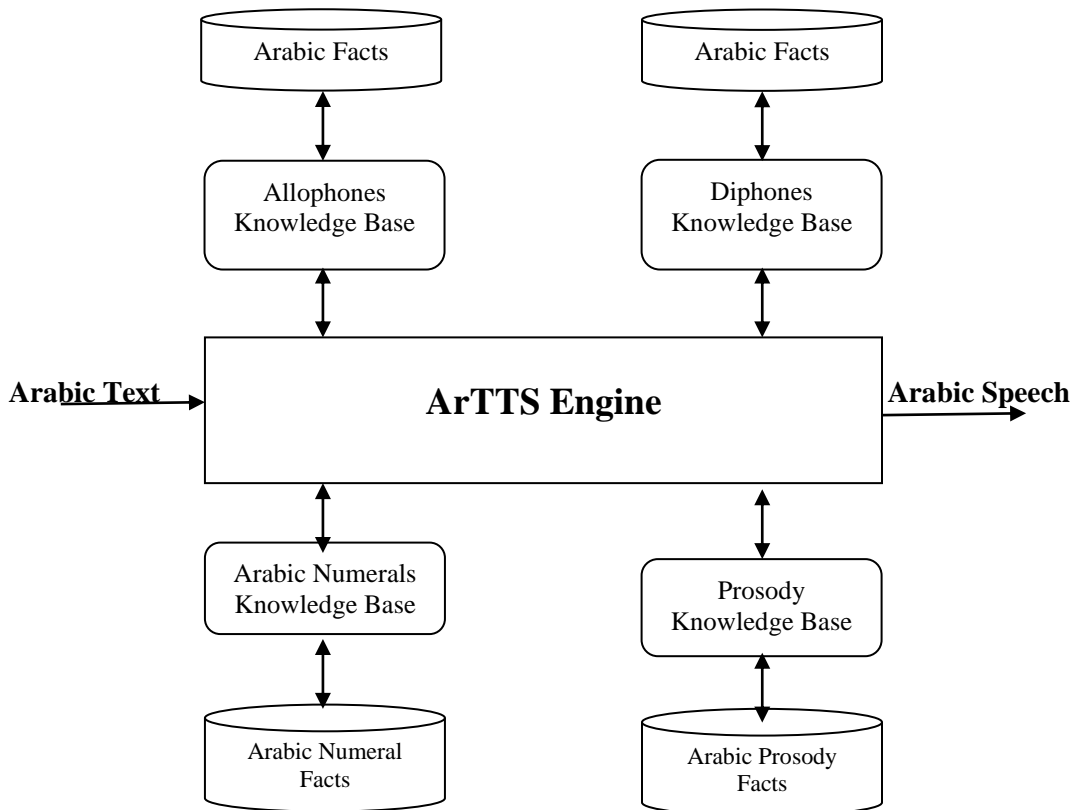 Arabic Facts
Arabic Facts
Allophones
Knowledge Base
Diphones
Knowledge Base
Arabic Text
ArTTS Engine
Arabic Speech
Arabic Numerals
Knowledge Base
Prosody
Knowledge Base
Arabic Numeral
Facts
Arabic Prosody
Facts